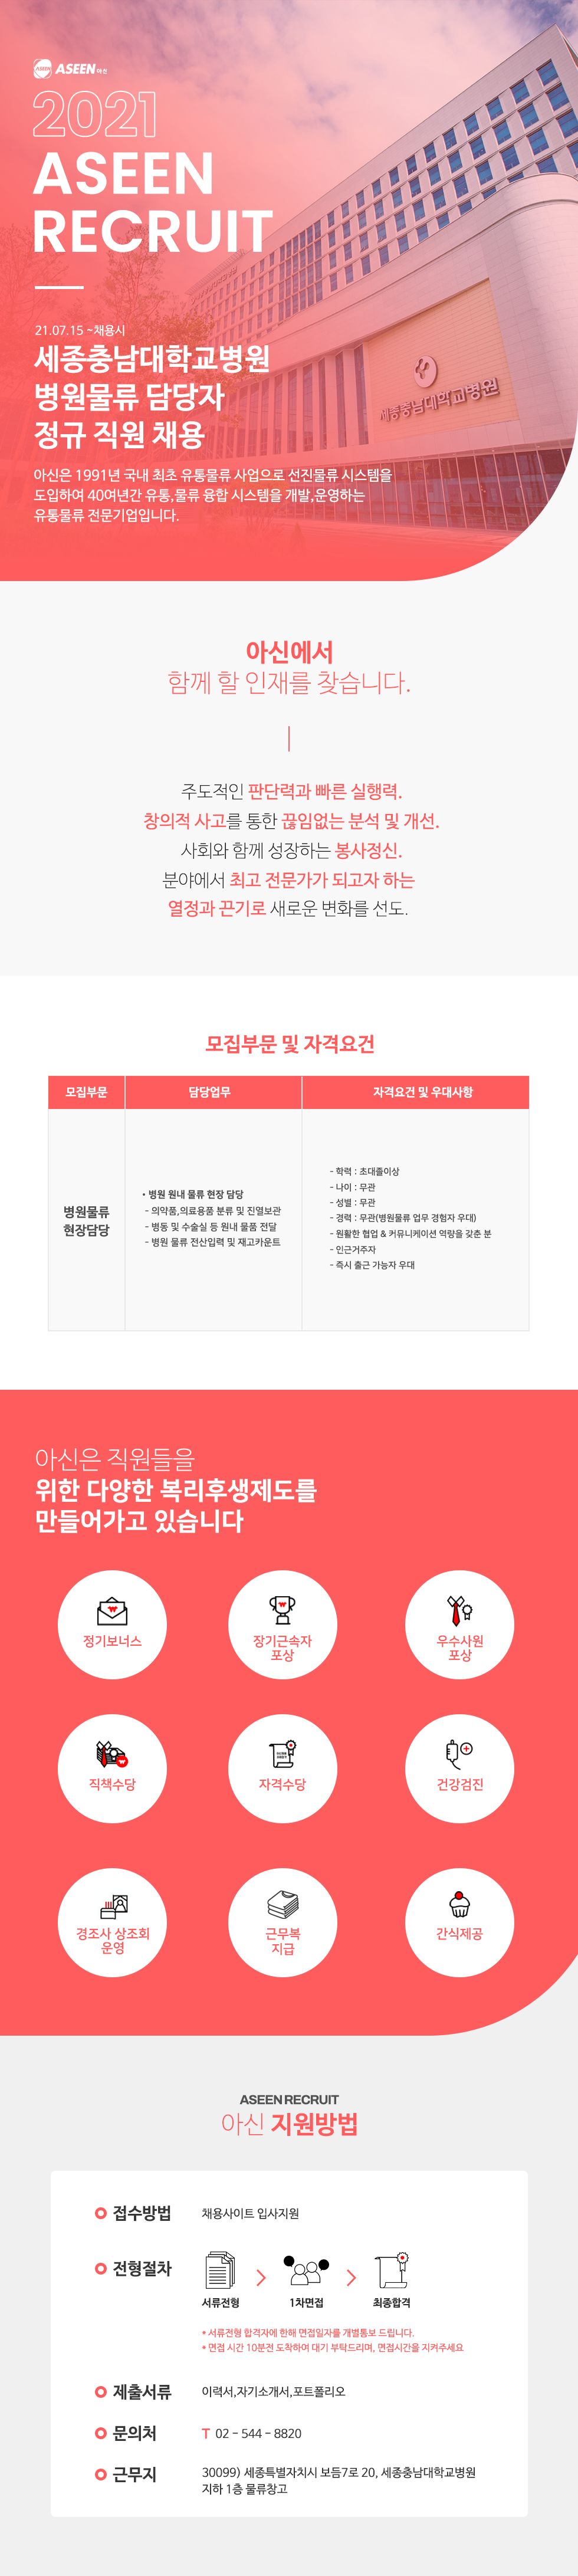 ASEEN ASEEN 아신
2021
ASEEN
RECRUIT
21.07.15 ~채용시
세종충남대학교병원
병원물류 담당자
정규 직원 채용
세종충남대학교병원
아신은 1991년 국내 최초 유통물류 사업으로 선진물류 시스템을
도입하여 40여년간 유통,물류 융합 시스템을 개발,운영하는
유통물류 전문기업입니다.
아신에서
함께 할 인재를 찾습니다.
주도적인 판단력과 빠른 실행력.
창의적 사고를 통한 끊임없는 분석 및 개선.
사회와 함께 성장하는 봉사정신.
분야에서 최고 전문가가 되고자 하는
열정과 끈기로 새로운 변화를 선도.
모집부문 및 자격요건
모집부문 담당업무 자격요건 및 우대사항
병원물류
현장담당
• 병원 원내 물류 현장 담당
- 의약품,의료용품 분류 및 진열보관
- 병동 및 수술실 등 원내 물품 전달
- 병원 물류 전산입력 및 재고카운트
- 학력 : 초대졸이상
- 나이 : 무관
- 성별 : 무관
- 경력 : 무관(병원물류 업무 경험자 우대)
- 원활한 협업 & 커뮤니케이션 역량을 갖춘 분
- 인근거주자
- 즉시 출근 가능자 우대
아신은 직원들을
위한 다양한 복리후생제도를
만들어가고 있습니다
정기보너스
장기근속자
포상
우수사원
포상
직책수당
자격수당
건강검진
경조사 상조회
운영
근무복
지급
간식제공
ASEEN RECRUIT
아신 지원방법
접수방법 채용사이트 입사지원
전형절차
서류전형 1차면접 최종합격
* 서류전형 합격자에 한해 면접일자를 개별통보 드립니다.
* 면접 시간 10분전 도착하여 대기 부탁드리며, 면접시간을 지켜주세요
제출서류 이력서,자기소개서,포트폴리오
문의처 T 02 - 544 - 8820
근무지 30099) 세종특별자치시 보듬7로 20, 세종충남대학교병원
지하 1층 물류창고